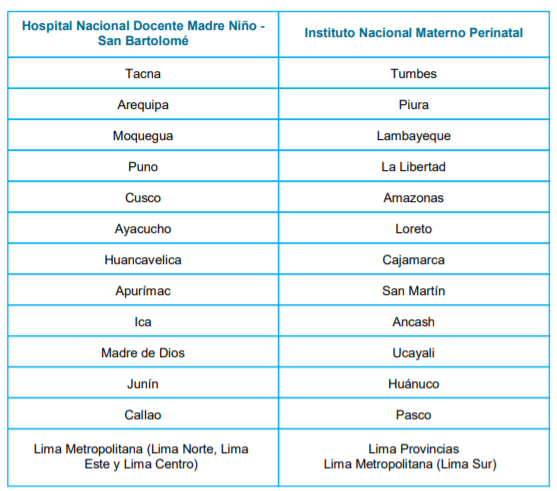 Hospital Nacional Docente Madre Niño -
San Bartolomé
Instituto Nacional Materno Perinatal
Tacna
Tumbes
Arequipa
Piura
Moquegua
Lambayeque
Puno
La Libertad
Cusco
Amazonas
Ayacucho
Loreto
Huancavelica
Cajamarca
Apurímac
San Martín
Ica
Ancash
Madre de Dios
Ucayali
Junín
Huánuco
Callao
Pasco
Lima Metropolitana (Lima Norte, Lima
Este y Lima Centro)
Lima Provincias
Lima Metropolitana (Lima Sur)